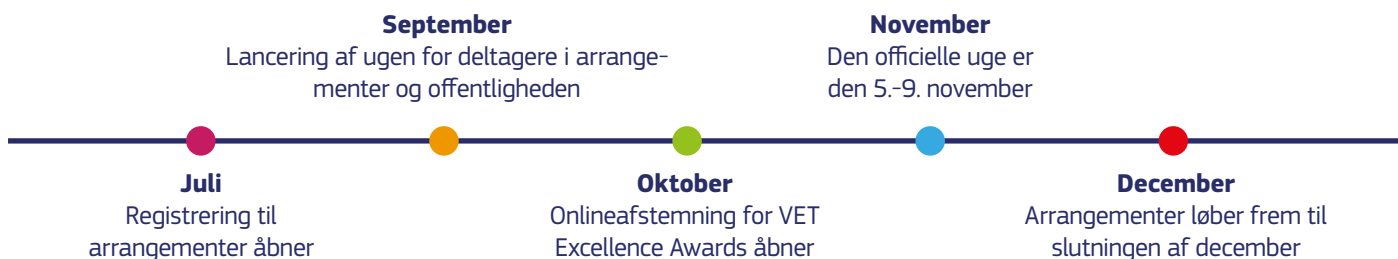 September
Lancering af ugen for deltagere i arrange-
menter og offentligheden
November
Den officielle uge er
den 5.-9. november
Juli
Registrering til
arrangementer åbner
Oktober
Onlineafstemning for VET
Excellence Awards åbner
December
Arrangementer løber frem til
slutningen af december